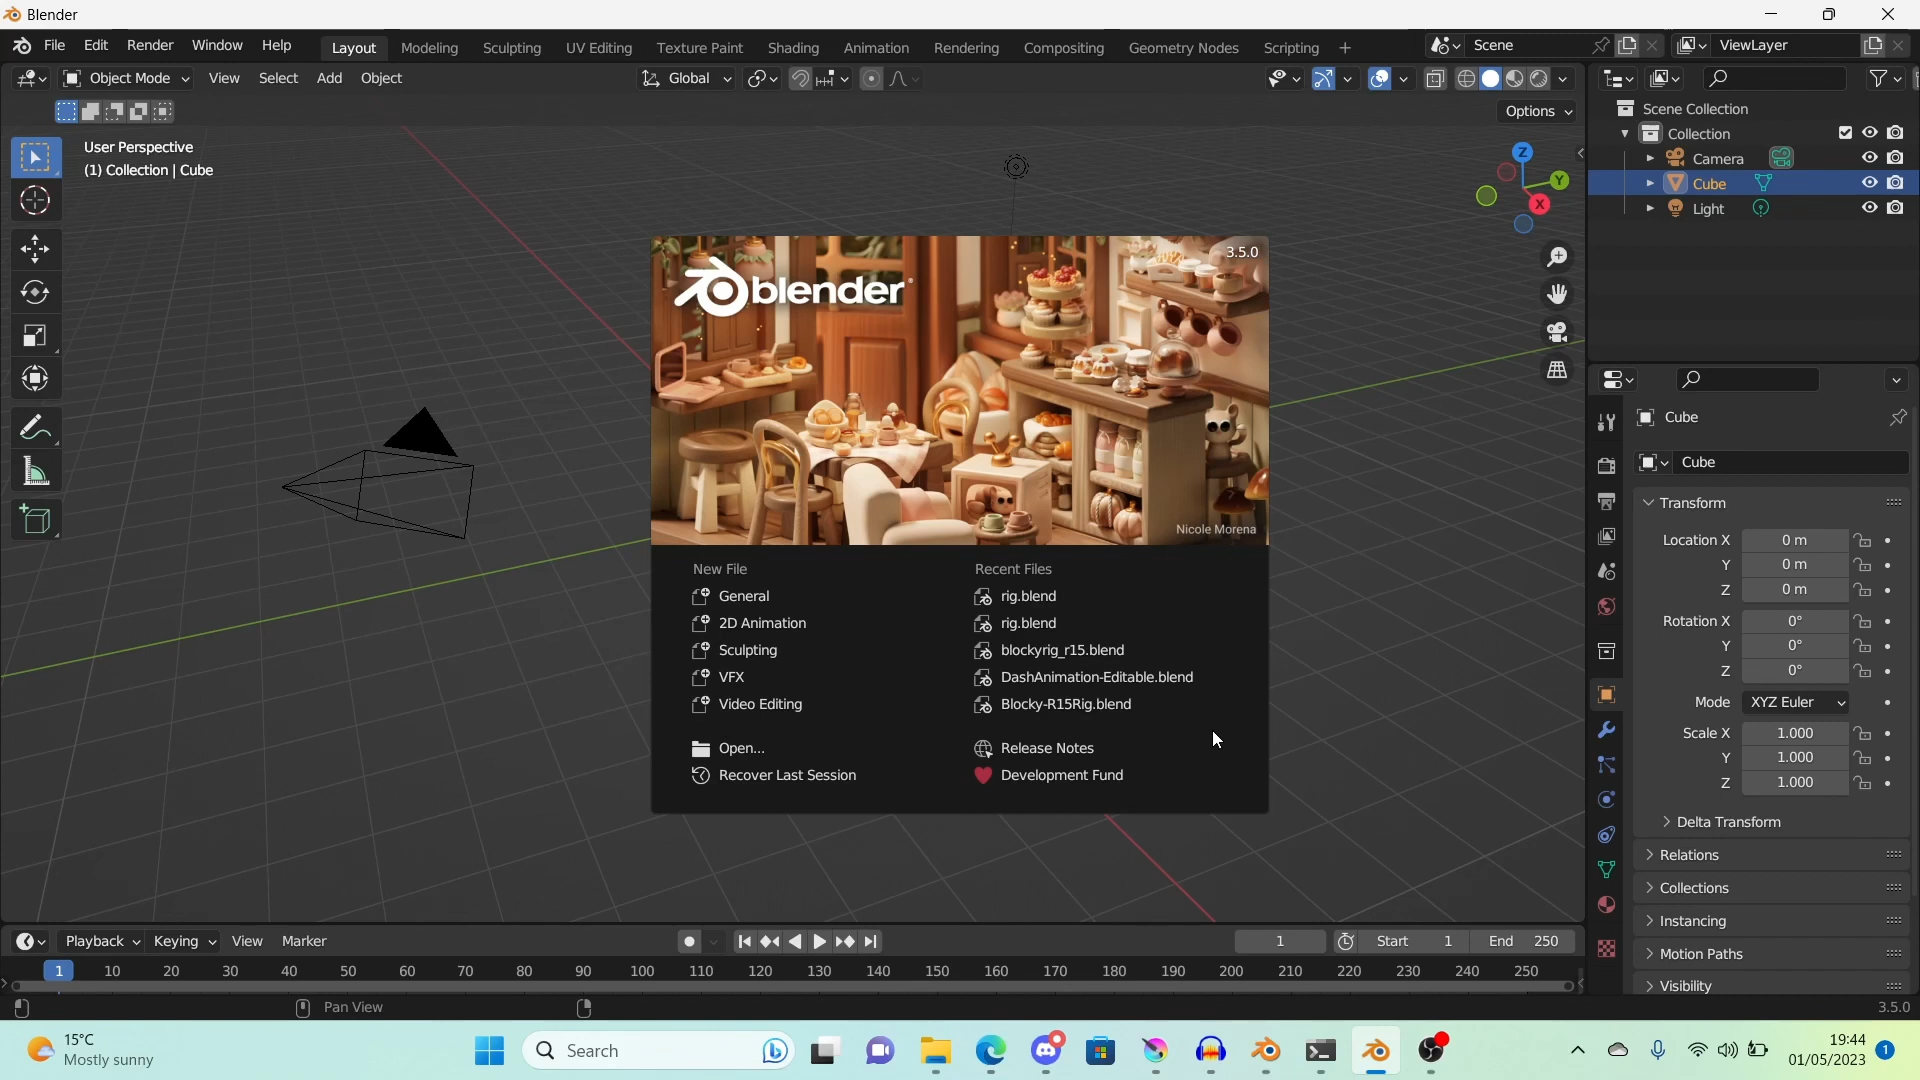 Blender
File Edit Render Window Help Layout Modeling Sculpting UV Editing Texture Paint Shading Animation Rendering Compositing Geometry Nodes Scripting + Scene ViewLayer
Object Mode View Select Add Object Global
Options
User Perspective
(1) Collection | Cube
Z
Y
X
Scene Collection
Collection
Camera
Cube
Light
blender
3.5.0
Nicole Morena
New File
General
2D Animation
Sculpting
VFX
Video Editing
Open...
Recover Last Session
Recent Files
rig.blend
rig.blend
blockyrig_r15.blend
DashAnimation-Editable.blend
Blocky-R15Rig.blend
Release Notes
Development Fund
Cube
Cube
Transform
Location X 0 m
Y 0 m
Z 0 m
Rotation X 0°
Y 0°
Z 0°
Mode XYZ Euler
Scale X 1.000
Y 1.000
Z 1.000
Delta Transform
Relations
Collections
Instancing
Motion Paths
Visibility
Playback Keying View Marker 1 Start 1 End 250
1 10 20 30 40 50 60 70 80 90 100 110 120 130 140 150 160 170 180 190 200 210 220 230 240 250
Pan View 3.5.0
15°C
Mostly sunny
Search
19:44
01/05/2023
1